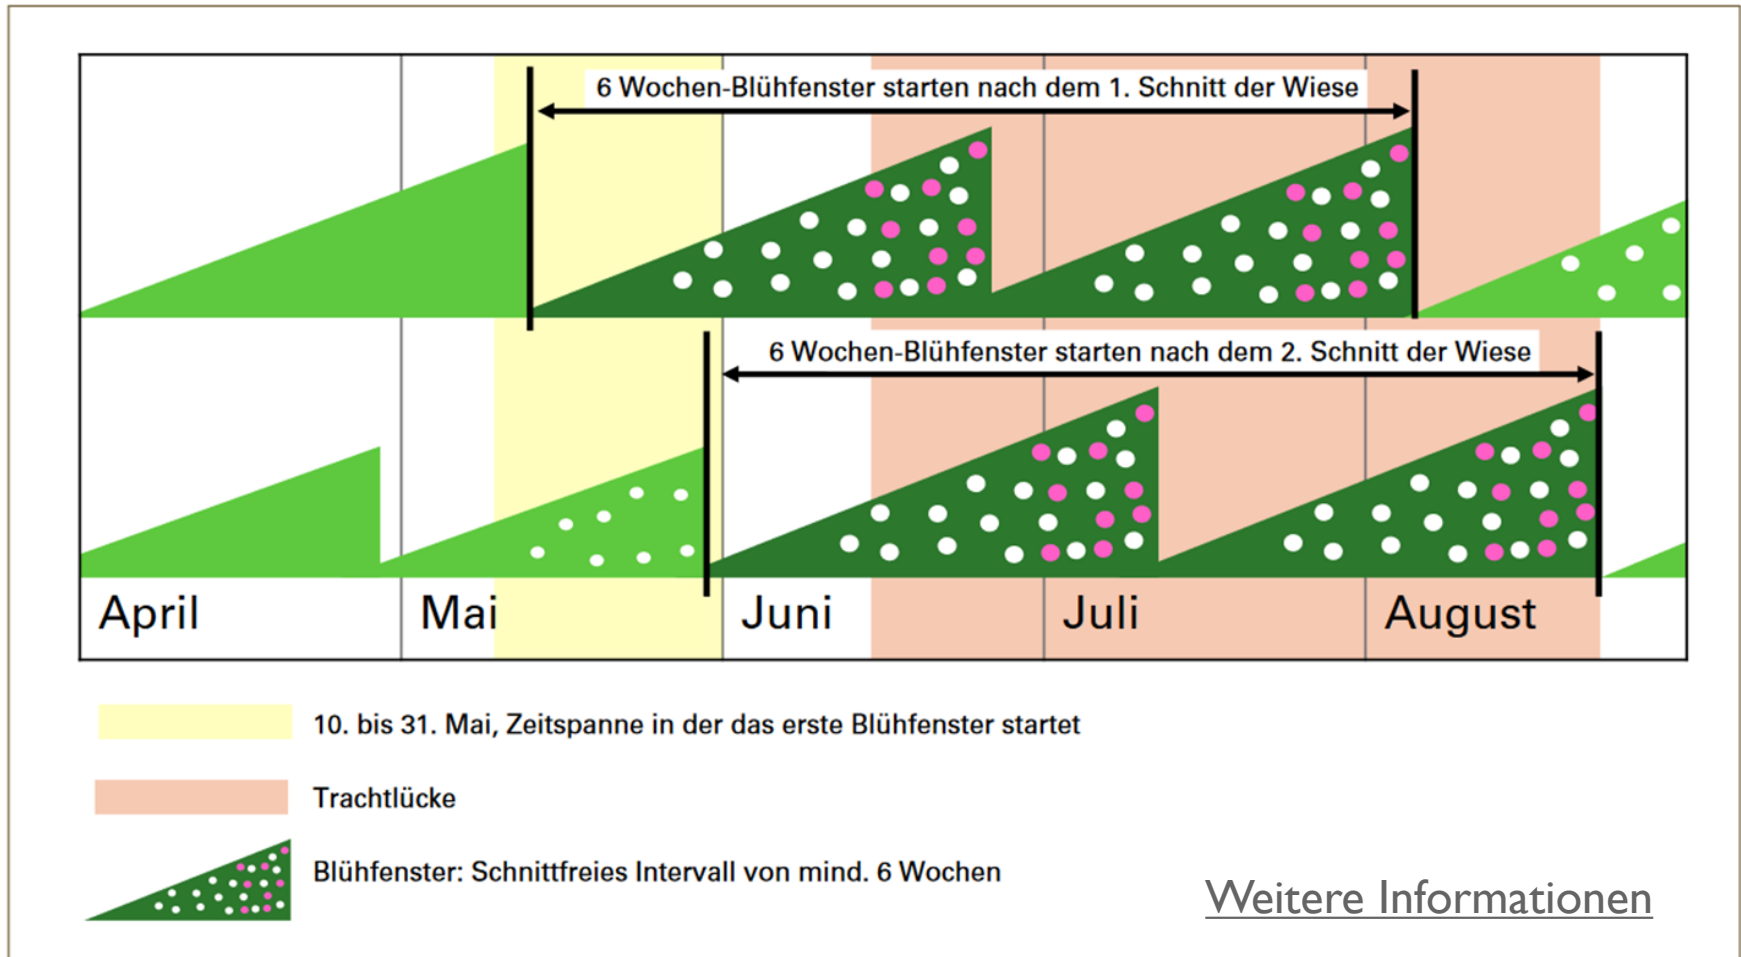 6 Wochen-Blühfenster starten nach dem 1. Schnitt der Wiese
6 Wochen-Blühfenster starten nach dem 2. Schnitt der Wiese
April Mai Juni Juli August
10. bis 31. Mai, Zeitspanne in der das erste Blühfenster startet
Trachtlücke
Blühfenster: Schnittfreies Intervall von mind. 6 Wochen
Weitere Informationen